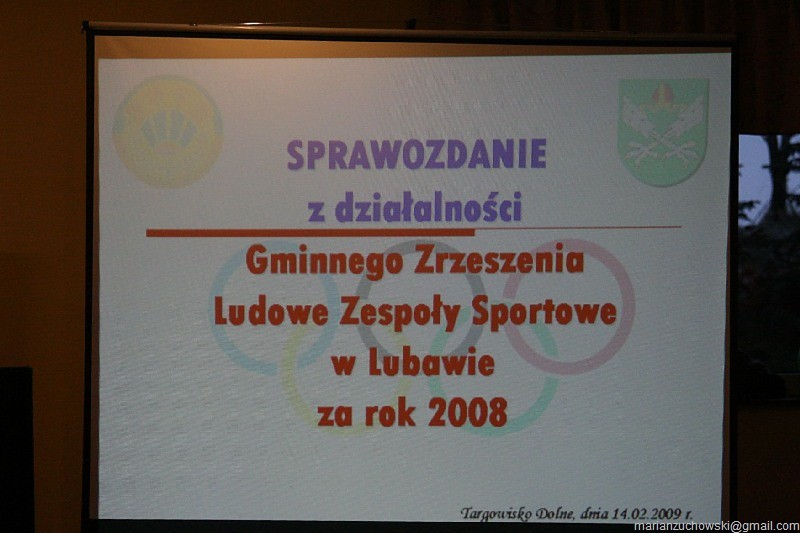 SPRAWOZDANIE
z działalności
Gminnego Zrzeszenia
Ludowe Zespoły Sportowe
w Lubawie
za rok 2008
Targowisko Dolne, dnia 14.02.2009 r.
marianzuchowski@gmail.com